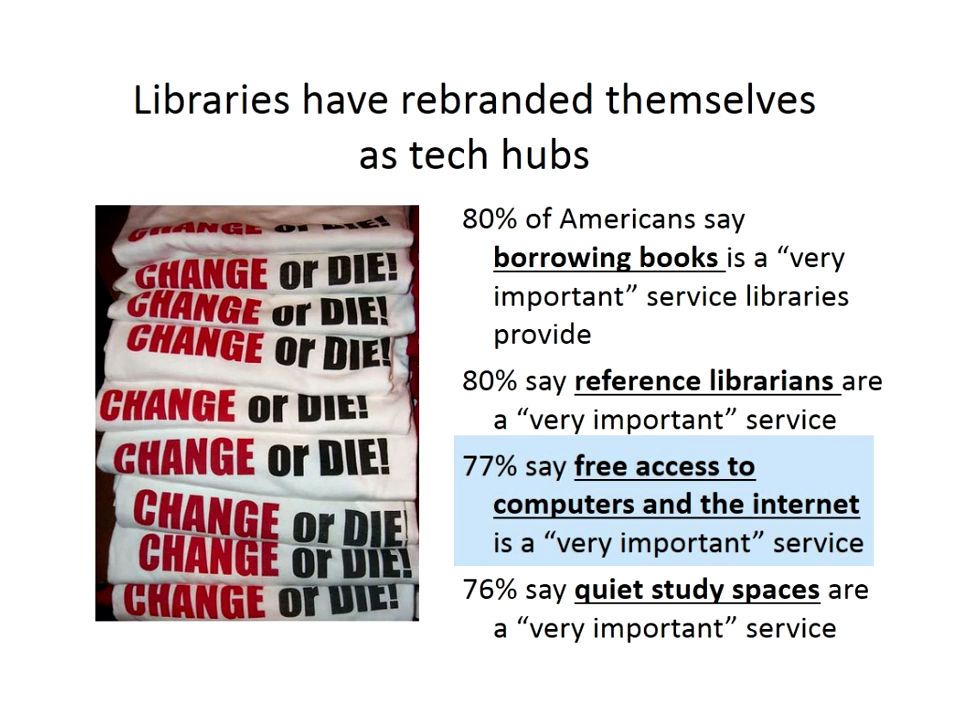 Libraries have rebranded themselves
as tech hubs
CHANGE or DIE!
CHANGE or DIE!
CHANGE or DIE!
CHANGE or DIE!
CHANGE or DIE!
CHANGE or DIE!
CHANGE or DIE
CHANGE or DIE!
CHANGE or DIE!
80% of Americans say
borrowing books is a “very
important” service libraries
provide
80% say reference librarians are
a “very important” service
77% say free access to
computers and the internet
is a “very important” service
76% say quiet study spaces are
a “very important” service